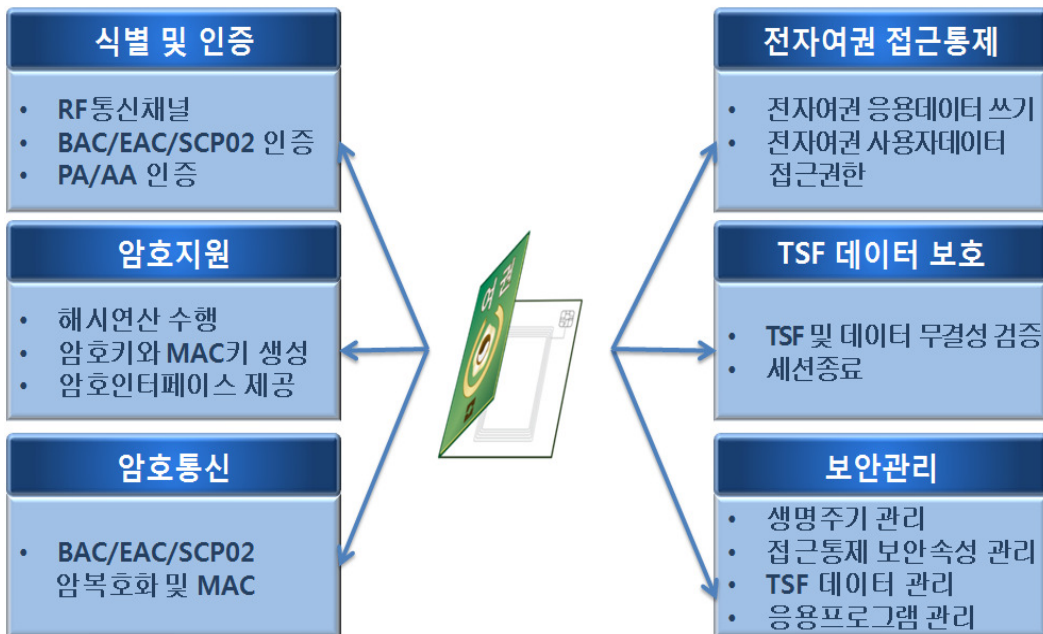 식별 및 인증
• RF통신채널
• BAC/EAC/SCP02 인증
• PA/AA 인증
암호지원
• 해시연산 수행
• 암호키와 MAC키 생성
• 암호인터페이스 제공
암호통신
• BAC/EAC/SCP02
암복호화 및 MAC
여권
전자여권 접근통제
• 전자여권 응용데이터 쓰기
• 전자여권 사용자데이터
접근권한
TSF 데이터 보호
• TSF 및 데이터 무결성 검증
• 세션종료
보안관리
• 생명주기 관리
• 접근통제 보안속성 관리
• TSF 데이터 관리
• 응용프로그램 관리